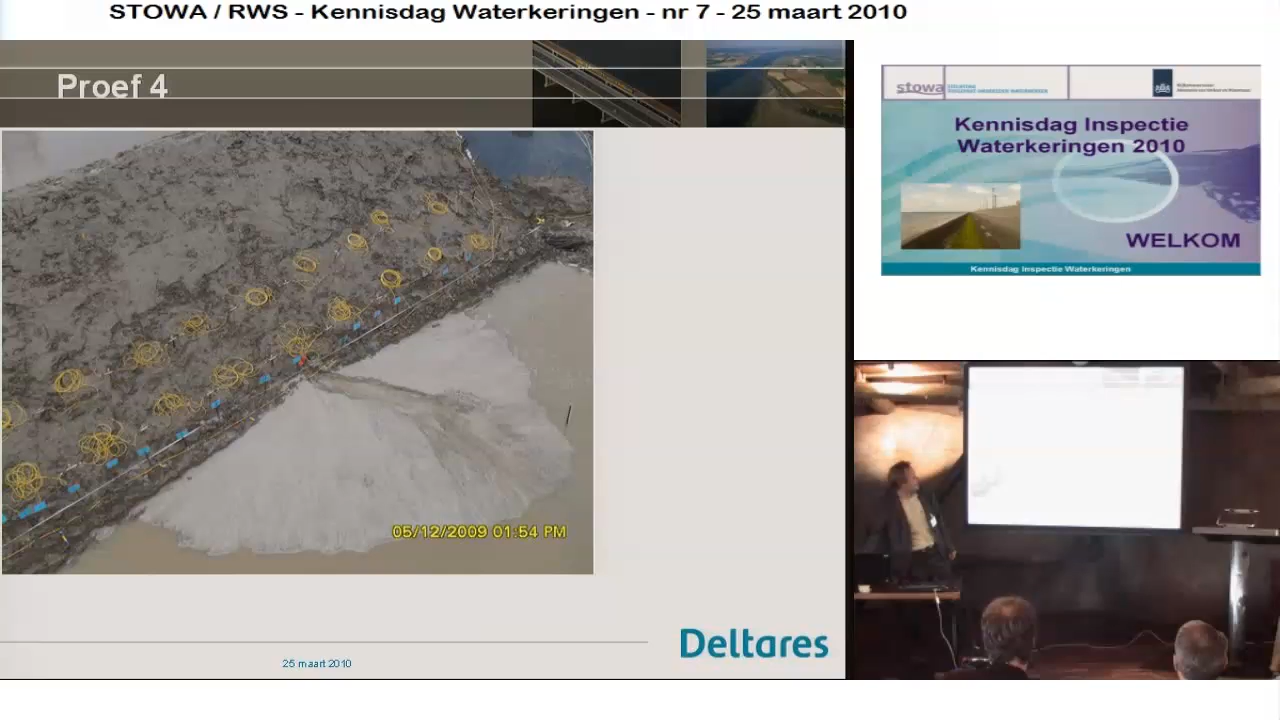 STOWA / RWS - Kennisdag Waterkeringen - nr 7 - 25 maart 2010
Proef 4
stowa
Kennisdag Inspectie
Waterkeringen 2010
WELKOM
Kennisdag Inspectie Waterkeringen
05/12/2009 01:54 PM
Deltares
25 maart 2010